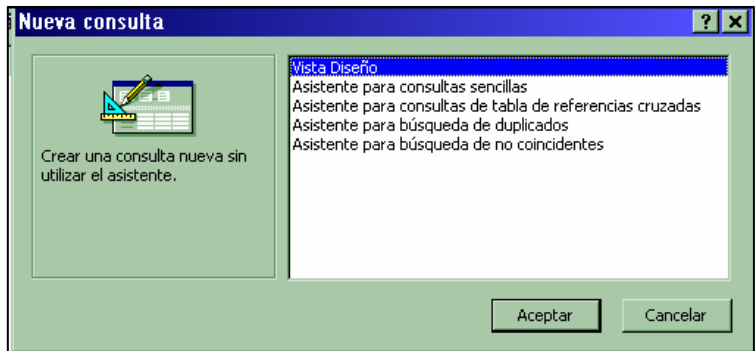 Nueva consulta
Vista Diseño
Asistente para consultas sencillas
Asistente para consultas de tabla de referencias cruzadas
Asistente para búsqueda de duplicados
Asistente para búsqueda de no coincidentes
Crear una consulta nueva sin
utilizar el asistente.
Aceptar
Cancelar